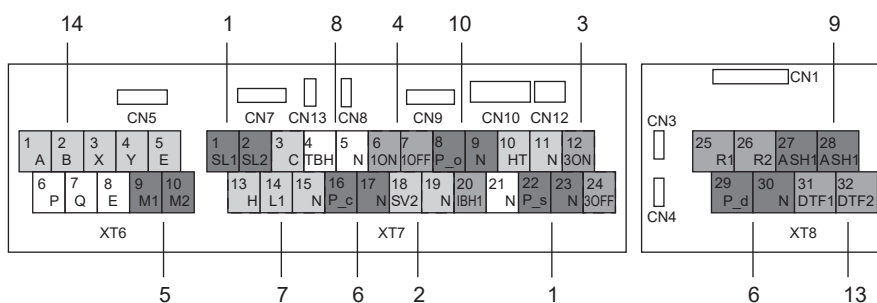 14 1 8 4 10 3 9
CN5 CN7 CN13 CN8 CN9 CN10 CN12 CN1
CN3
1 2 3 4 5 1 2 3 4 5 6 7 8 9 10 11 12 25 26 27 28
A B X Y E SL1 SL2 C TBH N 1ON 1OFF P_o N HT N 3ON R1 R2 ASH1 ASH1
6 7 8 9 10 13 14 15 16 17 18 19 20 21 22 23 24 29 30 31 32
P Q E M1 M2 H L1 N P_c N SV2 N IBH1 N P_s N 3OFF P_d N DTF1 DTF2
CN4
XT6 XT7 XT8
5 7 6 2 1 6 13